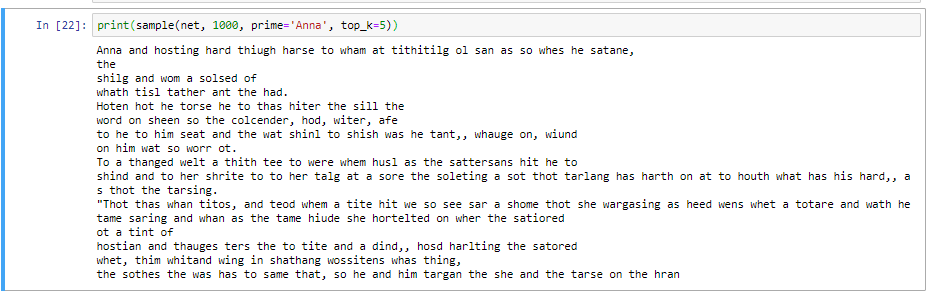 In [22]: print(sample(net, 1000, prime='Anna', top_k=5))
Anna and hosting hard thiugh harse to wham at tithitilg ol san as so whes he satane,
the
shilg and wom a solsed of
whath tisl tather ant the had.
Hoten hot he torse he to thas hiter the sill the
word on sheen so the colcender, hod, witer, afe
to he to him seat and the wat shinl to shish was he tant,, whauge on, wiund
on him wat so worr ot.
To a thanged welt a thith tee to were whem husl as the sattersans hit he to
shind and to her shrite to to her talg at a sore the soleting a sot thot tarlang has harth on at to houth what has his hard,, a
s thot the tarsing.
"Thot thas whan titos, and teod whem a tite hit we so see sar a shome thot she wargasing as heed wens whet a totare and wath he
tame saring and whan as the tame hiude she hortelted on wher the satiored
ot a tint of
hostian and thauges ters the to tite and a dind,, hosd harlting the satored
whet, thim whitand wing in shathang wossitens whas thing,
the sothes the was has to same that, so he and him targan the she and the tarse on the hran